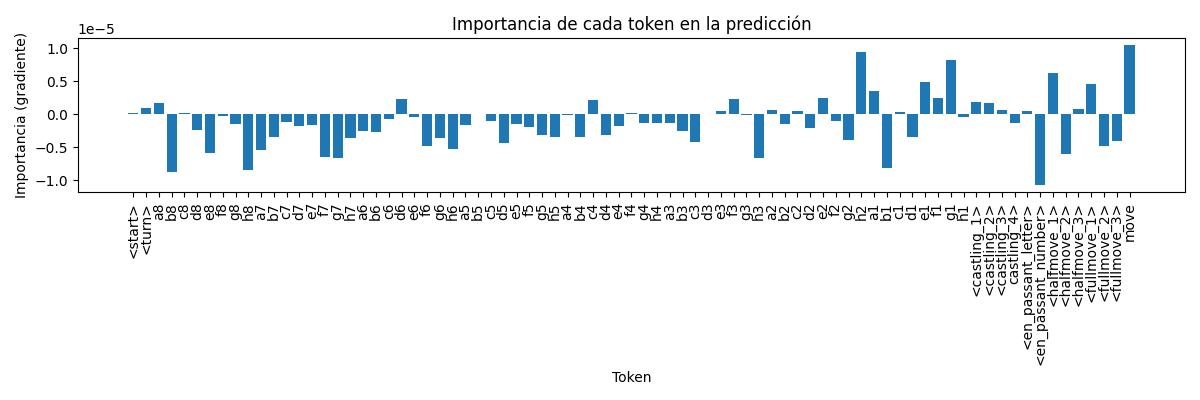 Importancia de cada token en la predicción
1e−5
Importancia (gradiente)
1.0
0.5
0.0
−0.5
−1.0
<start>
<turn>
a8
b8
c8
d8
e8
f8
g8
h8
a7
b7
c7
d7
e7
f7
g7
h7
a6
b6
c6
d6
e6
f6
g6
h6
a5
b5
c5
d5
e5
f5
g5
h5
a4
b4
c4
d4
e4
f4
g4
h4
a3
b3
c3
d3
e3
f3
g3
h3
a2
b2
c2
d2
e2
f2
g2
h2
a1
b1
c1
d1
e1
f1
g1
h1
<castling_1>
<castling_2>
<castling_3>
castling_4>
<en_passant_letter>
<en_passant_number>
<halfmove_1>
<halfmove_2>
<halfmove_3>
<fullmove_1>
<fullmove_2>
<fullmove_3>
move
Token